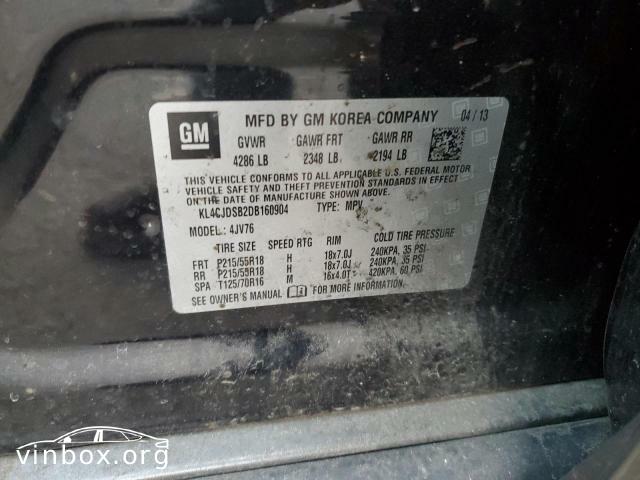 GM
MFD BY GM KOREA COMPANY 04/13
GVWR GAWR FRT GAWR RR
4286 LB 2348 LB 2194 LB
THIS VEHICLE CONFORMS TO ALL APPLICABLE U.S. FEDERAL MOTOR
VEHICLE SAFETY AND THEFT PREVENTION STANDARDS IN EFFECT ON
THE DATE OF MANUFACTURE SHOWN ABOVE.
KL4CJDSB2DB160904 TYPE: MPV
MODEL: 4JV76
TIRE SIZE SPEED RTG RIM COLD TIRE PRESSURE
FRT P215/55R18 H 18x7.0J 240KPA, 35 PSI
RR P215/55R18 H 18x7.0J 240KPA, 35 PSI
SPA T125/70R16 M 16x4.0T 420KPA, 60 PSI
SEE OWNER'S MANUAL FOR MORE INFORMATION.
vinbox.org